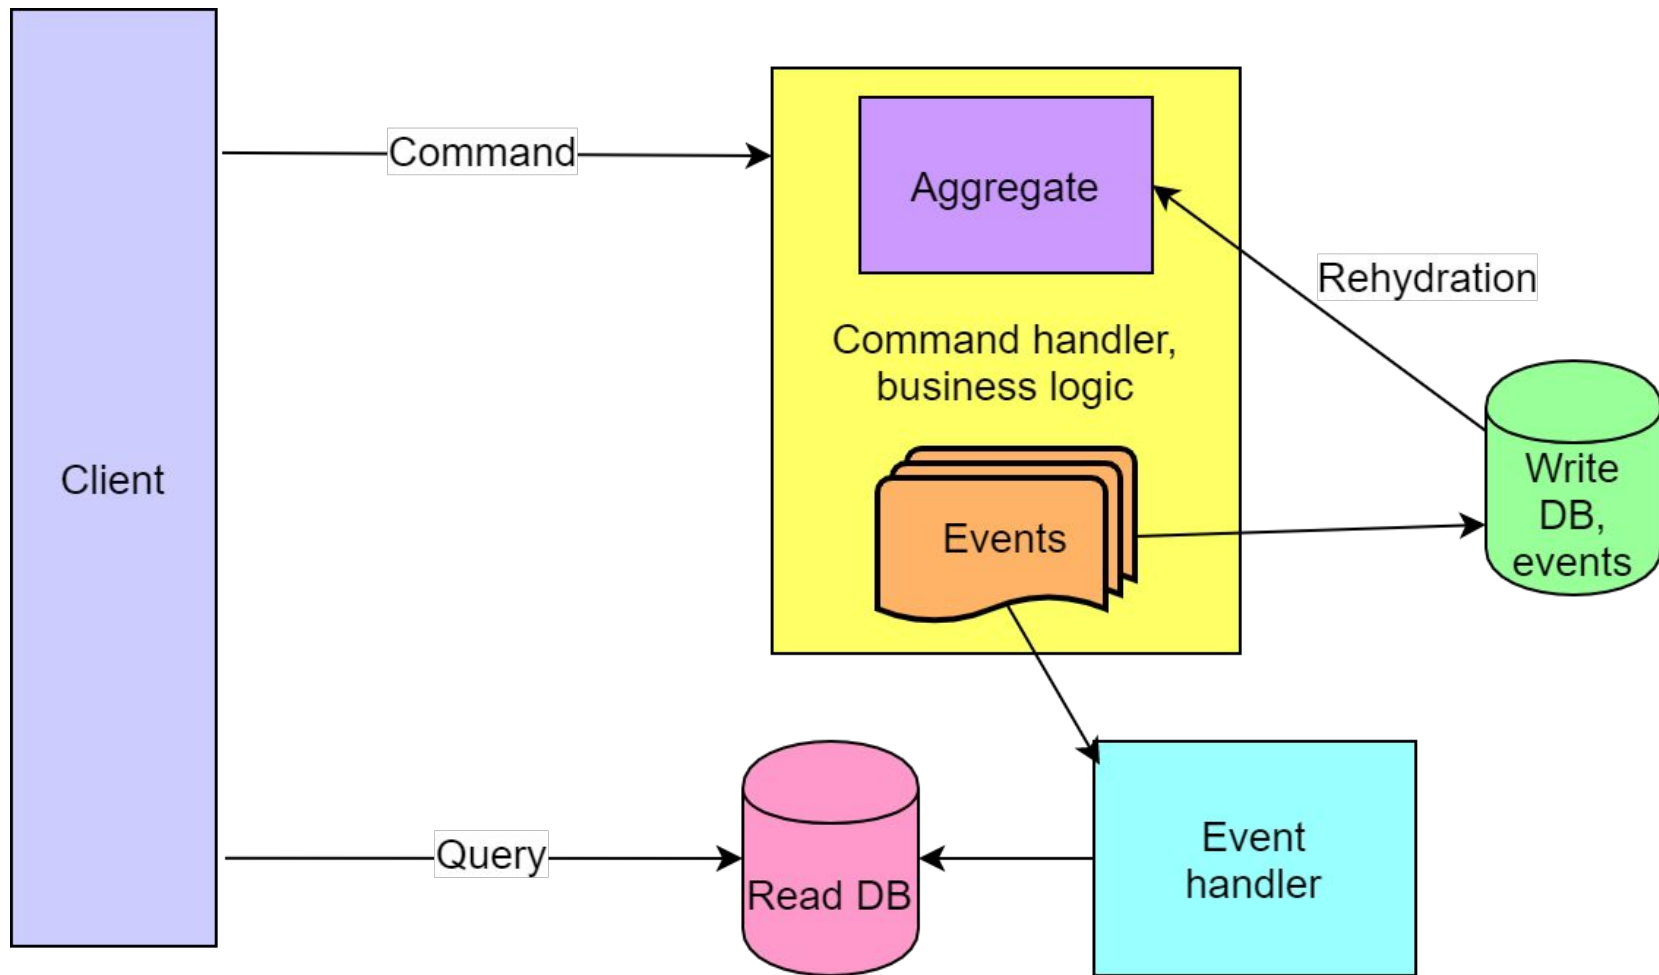 Command
Aggregate
Rehydration
Command handler,
business logic
Client
Write
DB,
events
Events
Query
Read DB
Event
handler